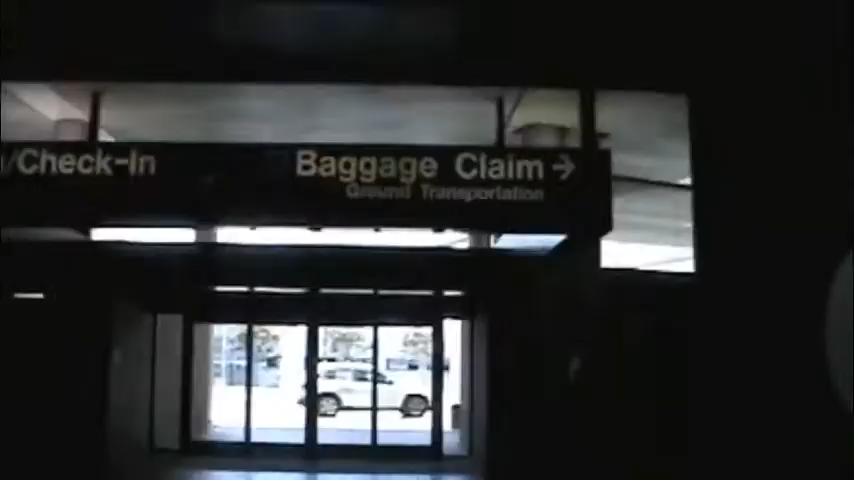 /Check-In
Baggage Claim →
Ground Transportation